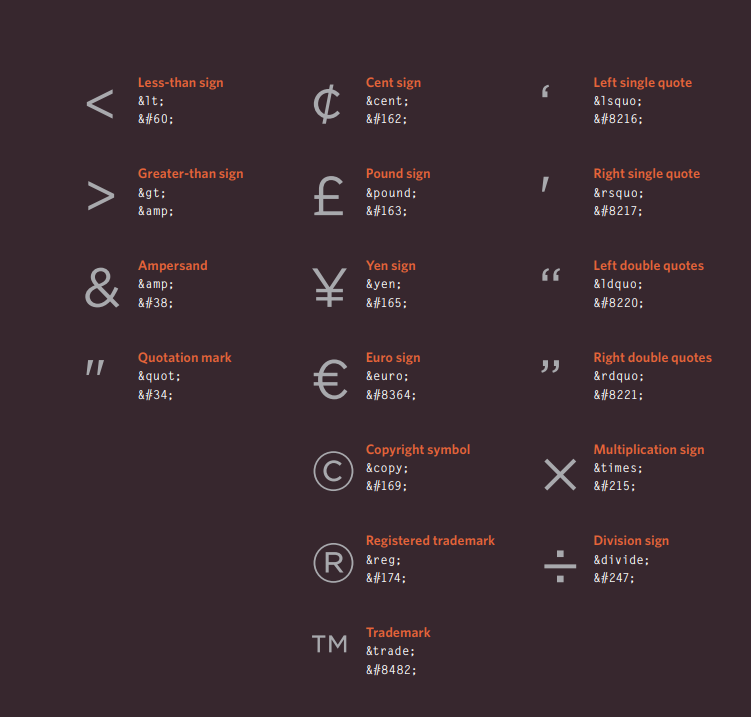 <
Less-than sign
&lt;
&#60;
>
Greater-than sign
&gt;
&amp;
&
Ampersand
&amp;
&#38;
"
Quotation mark
&quot;
&#34;
¢
Cent sign
&cent;
&#162;
£
Pound sign
&pound;
&#163;
¥
Yen sign
&yen;
&#165;
€
Euro sign
&euro;
&#8364;
©
Copyright symbol
&copy;
&#169;
®
Registered trademark
&reg;
&#174;
™
Trademark
&trade;
&#8482;
‘
Left single quote
&lsquo;
&#8216;
'
Right single quote
&rsquo;
&#8217;
“
Left double quotes
&ldquo;
&#8220;
”
Right double quotes
&rdquo;
&#8221;
×
Multiplication sign
&times;
&#215;
÷
Division sign
&divide;
&#247;